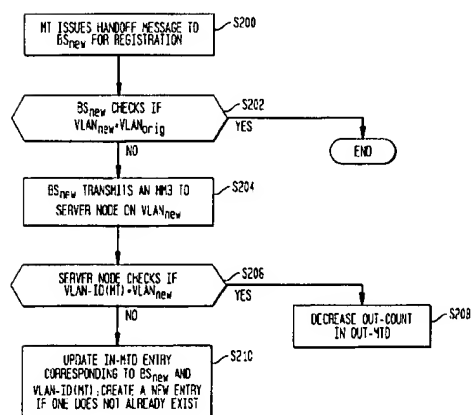 MT ISSUES HANDOFF MESSAGE TO
BSnew FOR REGISTRATION
S200
BSnew CHECKS IF
VLANnew=VLANorig
S202
YES
END
NO
BSnew TRANSMITS AN MM3 TO
SERVER NODE ON VLANnew
S204
SERVER NODE CHECKS IF
VLAN-ID(MT)=VLANnew
S206
YES
DECREASE OUT-COUNT
IN OUT-MTD
S208
NO
UPDATE IN-MTD ENTRY
CORRESPONDING TO BSnew AND
VLAN-ID(MT);CREATE A NEW ENTRY
IF ONE DOES NOT ALREADY EXIST
S210